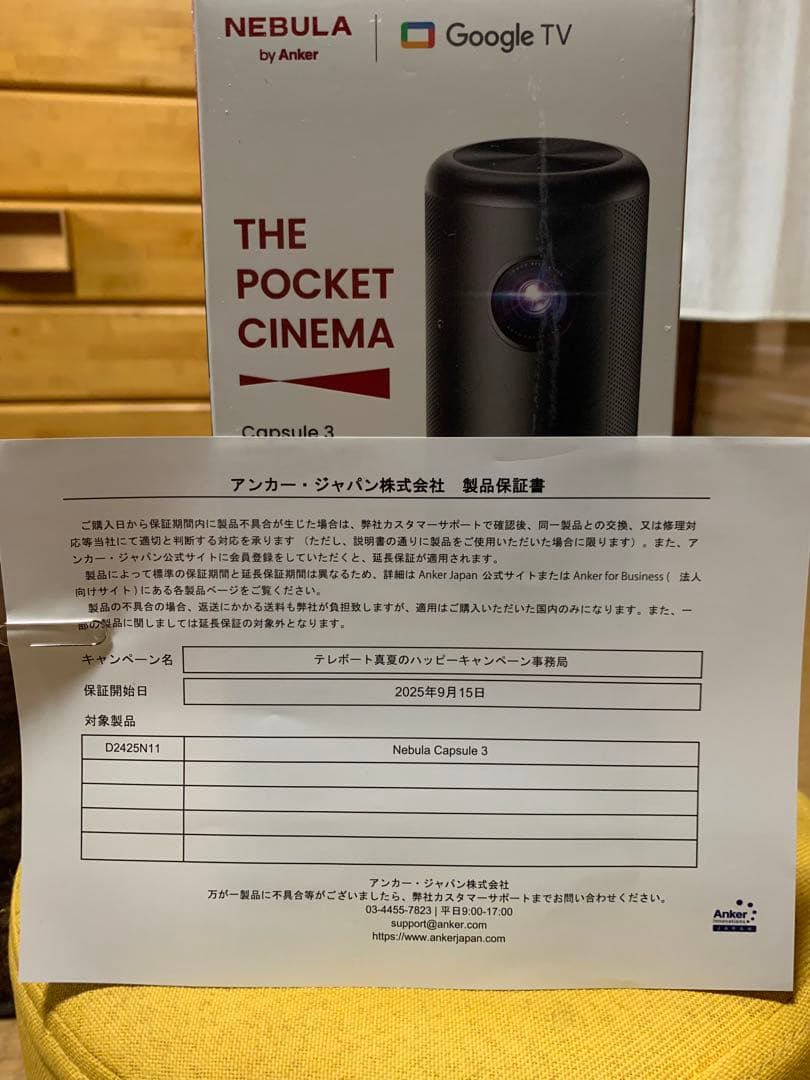 NEBULA
by Anker
Google TV
THE
POCKET
CINEMA
Capsule 3
アンカー・ジャパン株式会社　製品保証書
ご購入日から保証期間内に製品不具合が生じた場合は、弊社カスタマーサポートで確認後、同一製品との交換、又は修理対
応等当社にて適切と判断する対応を承ります（ただし、説明書の通りに製品をご使用いただいた場合に限ります）。また、ア
ンカー・ジャパン公式サイトに会員登録をしていただくと、延長保証が適用されます。
製品によって標準の保証期間と延長保証期間は異なるため、詳細は Anker Japan 公式サイトまたは Anker for Business ( 法人
向けサイト ) にある各製品ページをご覧ください。
製品の不具合の場合、返送にかかる送料も弊社が負担致しますが、適用はご購入いただいた国内のみになります。また、一
部の製品に関しましては延長保証の対象外となります。
キャンペーン名 テレポート真夏のハッピーキャンペーン事務局
保証開始日 2025年9月15日
対象製品
D2425N11 Nebula Capsule 3
アンカー・ジャパン株式会社
万が一製品に不具合等がございましたら、弊社カスタマーサポートまでお問い合わせください。
03-4455-7823 | 平日9:00-17:00
support@anker.com
https://www.ankerjapan.com
Anker
Innovations
JAPAN